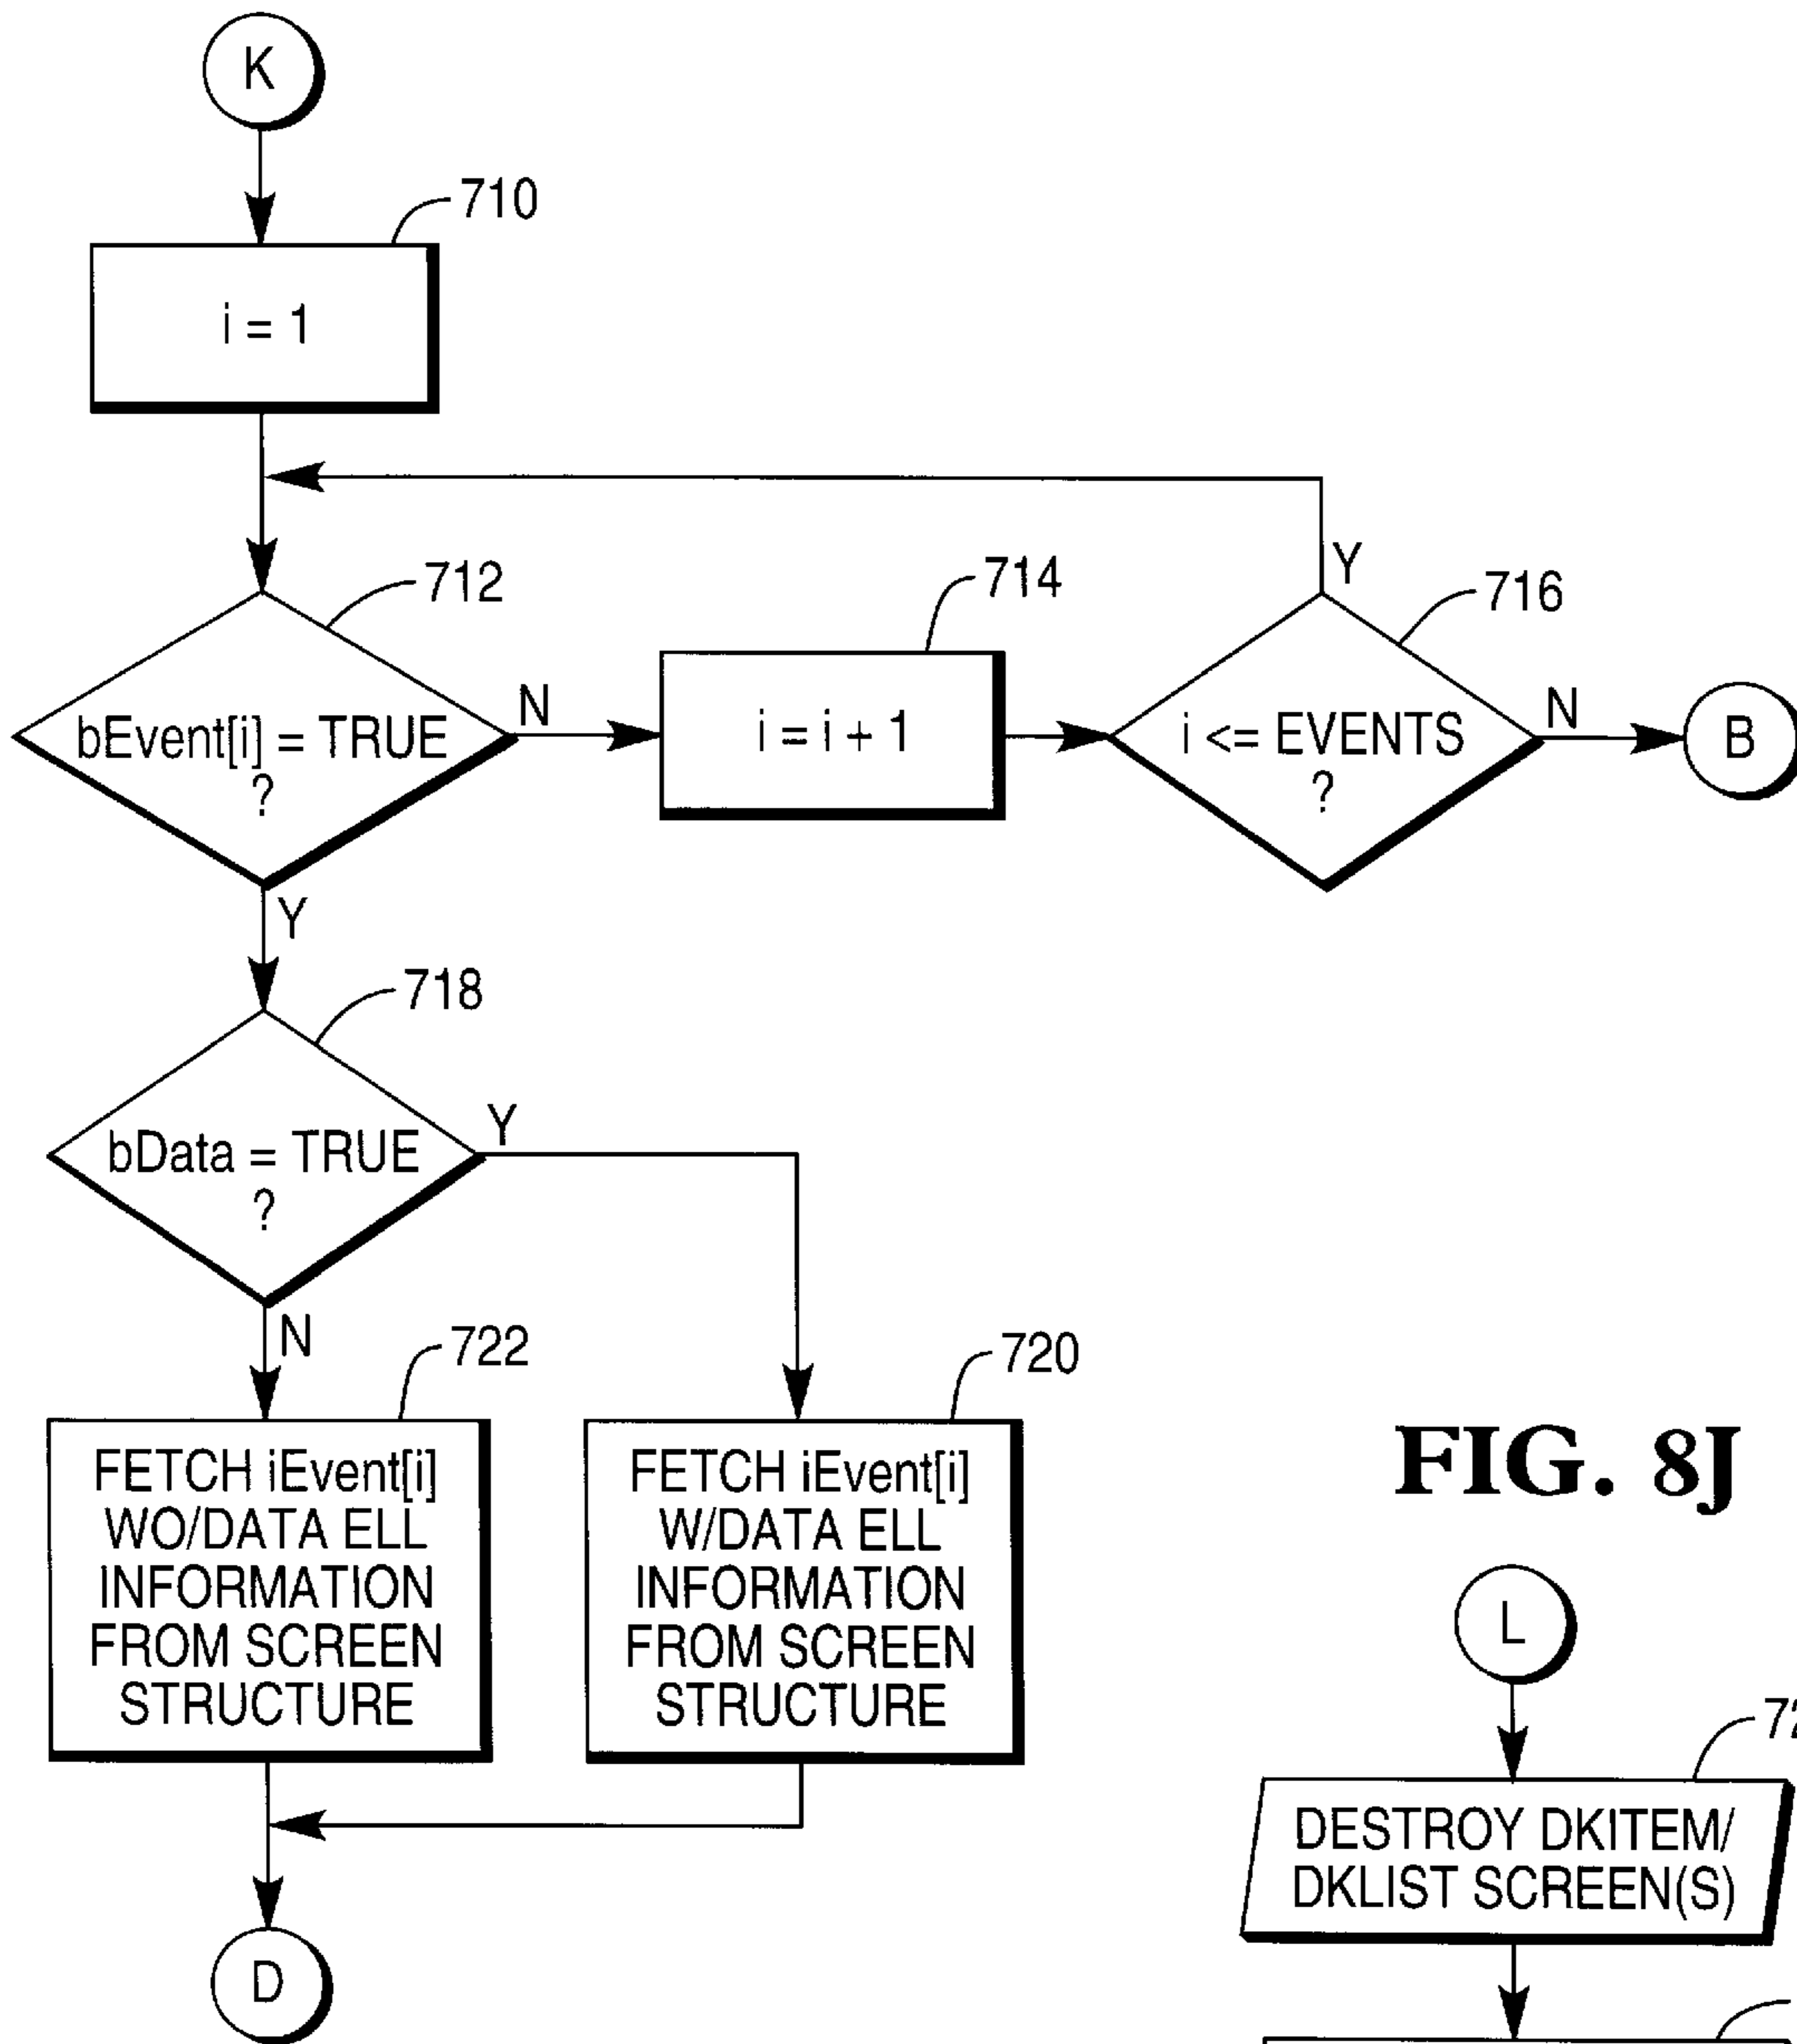 K
710
i = 1
712
bEvent[i] = TRUE
?
N
714
i = i + 1
Y
716
i <= EVENTS
?
N
B
Y
718
bData = TRUE
?
Y
N
722
FETCH iEvent[i]
WO/DATA ELL
INFORMATION
FROM SCREEN
STRUCTURE
720
FETCH iEvent[i]
W/DATA ELL
INFORMATION
FROM SCREEN
STRUCTURE
D
FIG. 8J
L
DESTROY DKITEM/
DKLIST SCREEN(S)